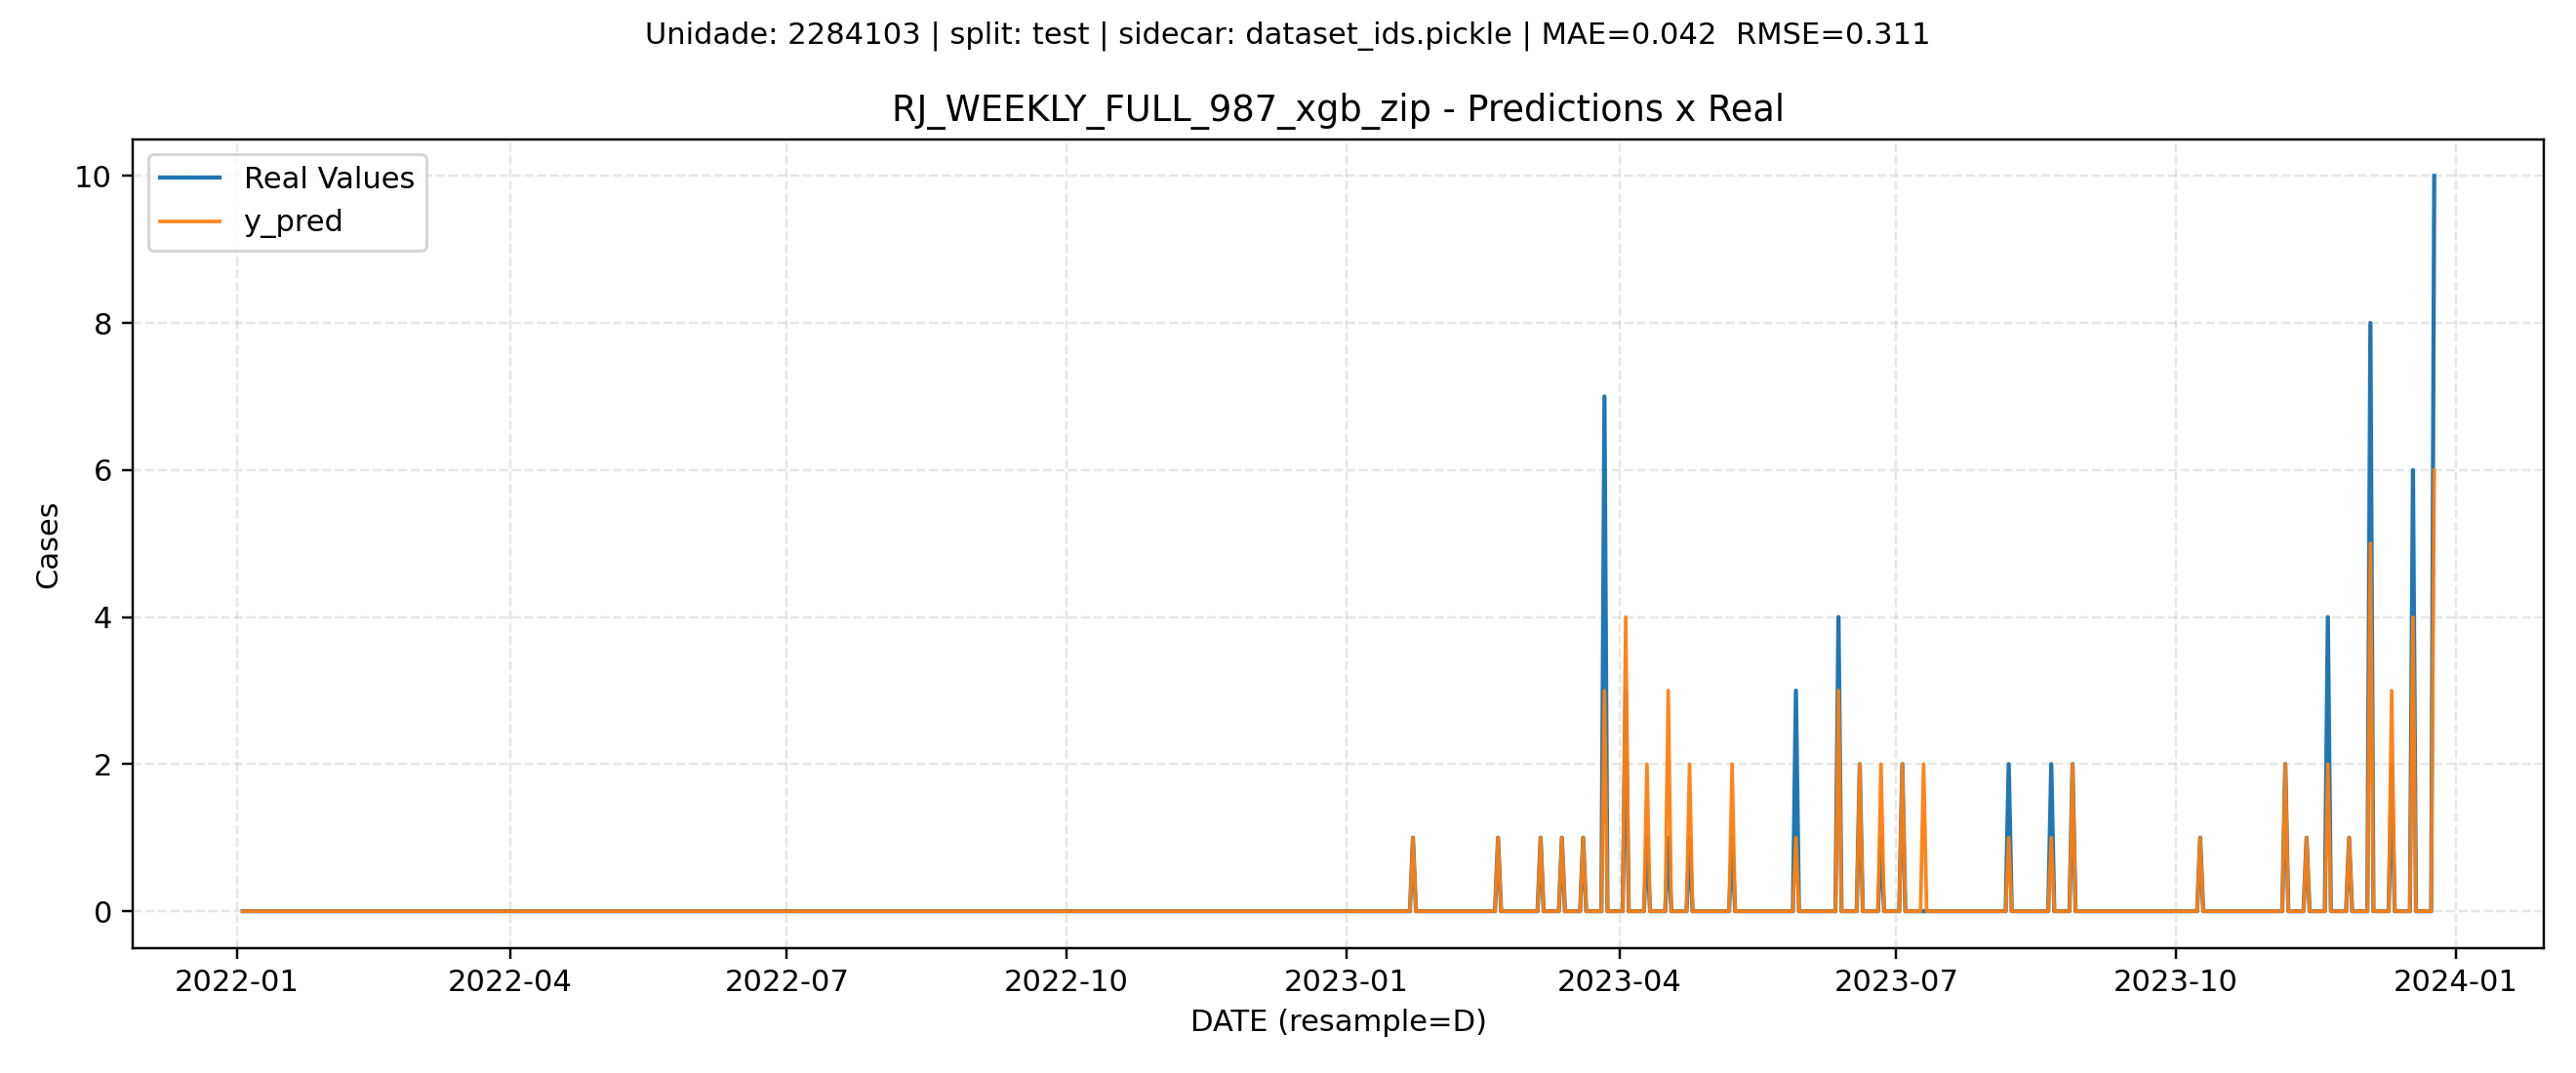 Unidade: 2284103 | split: test | sidecar: dataset_ids.pickle | MAE=0.042  RMSE=0.311
RJ_WEEKLY_FULL_987_xgb_zip - Predictions x Real
Real Values
y_pred
10
8
6
4
2
0
Cases
2022-01 2022-04 2022-07 2022-10 2023-01 2023-04 2023-07 2023-10 2024-01
DATE (resample=D)